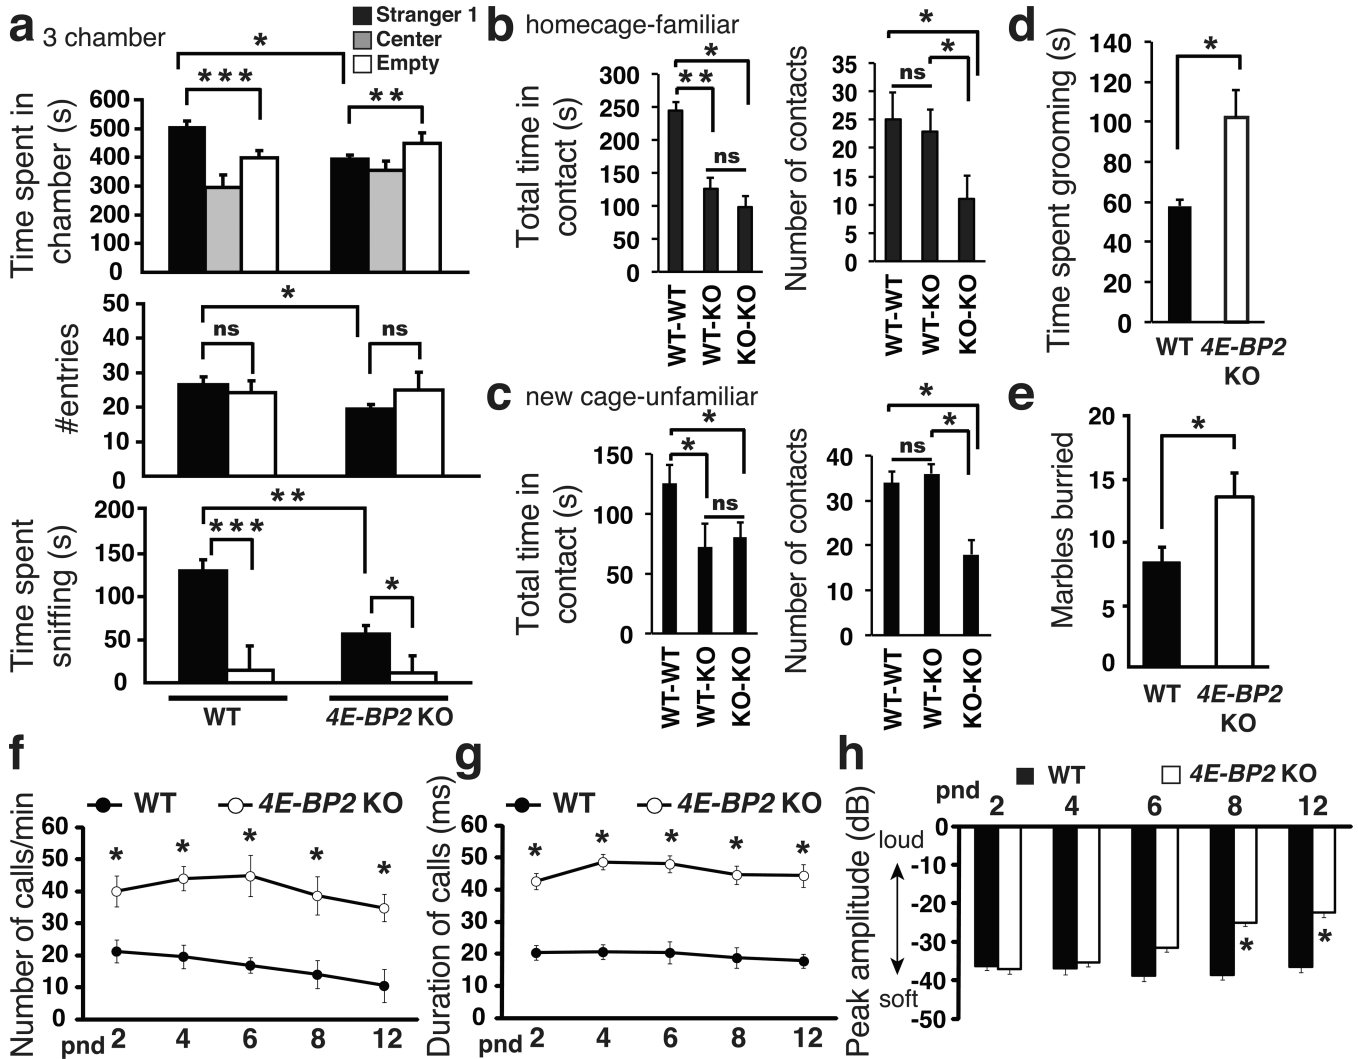 a
3 chamber
Stranger 1
Center
Empty
*
***
**
Time spent in
chamber (s)
600
500
400
300
200
100
0
*
ns
ns
#entries
50
40
30
20
10
0
**
***
*
Time spent
sniffing (s)
200
150
100
50
0
WT
4E-BP2 KO
b
homecage-familiar
*
**
ns
Total time in
contact (s)
300
250
200
150
100
50
0
WT-WT
WT-KO
KO-KO
*
*
ns
Number of contacts
35
30
25
20
15
10
5
0
WT-WT
WT-KO
KO-KO
c
new cage-unfamiliar
*
*
ns
Total time in
contact (s)
150
100
50
0
WT-WT
WT-KO
KO-KO
*
*
ns
Number of contacts
40
30
20
10
0
WT-WT
WT-KO
KO-KO
d
*
Time spent grooming (s)
140
120
100
80
60
40
20
0
WT 4E-BP2
KO
e
*
Marbles burried
20
15
10
5
0
WT 4E-BP2
KO
f
WT
4E-BP2 KO
Number of calls/min
60
50
40
30
20
10
0
* * * * *
pnd 2 4 6 8 12
g
WT
4E-BP2 KO
Duration of calls (ms)
60
50
40
30
20
10
0
* * * * *
pnd 2 4 6 8 12
h
WT
4E-BP2 KO
pnd
2 4 6 8 12
Peak amplitude (dB)
loud
soft
0
-10
-20
-30
-40
-50
* *